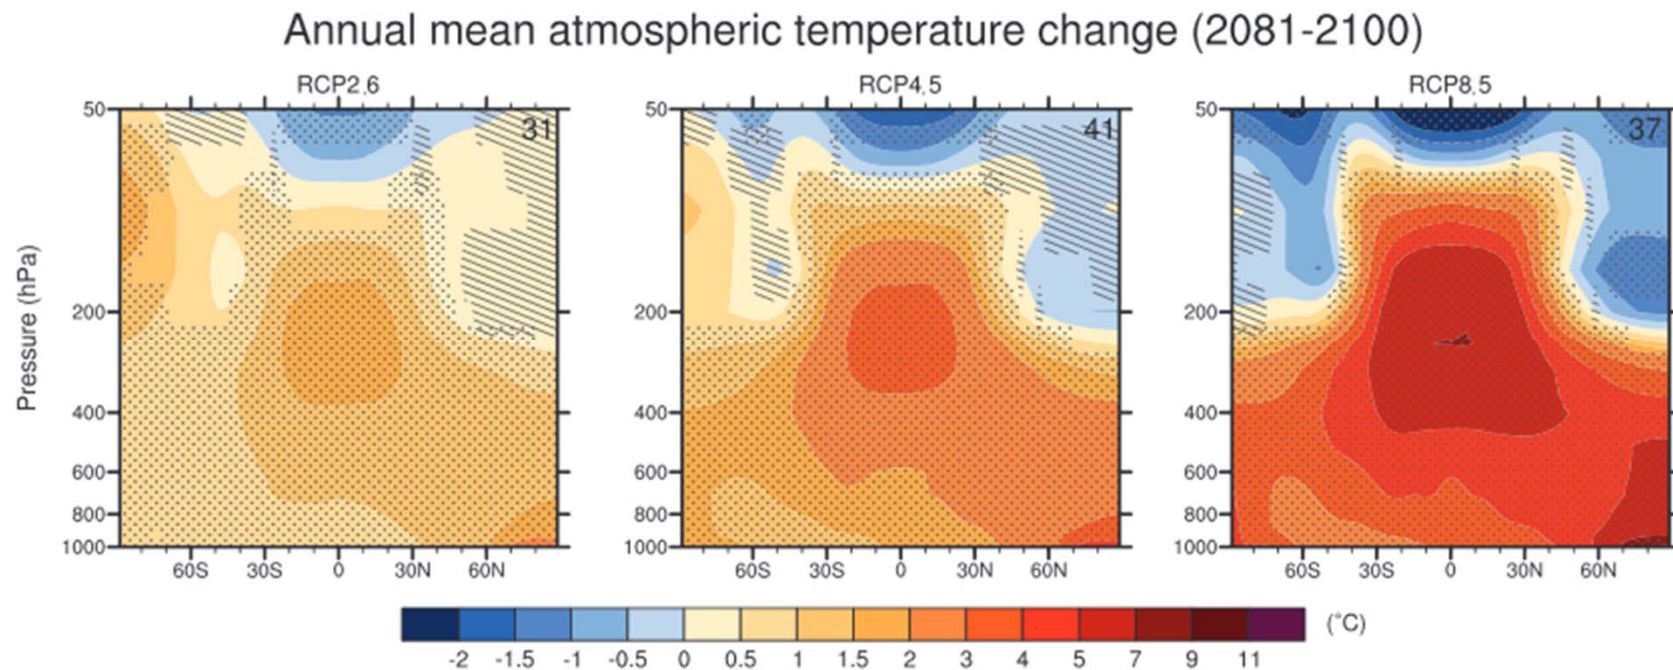 Annual mean atmospheric temperature change (2081-2100)
RCP2.6
RCP4.5
RCP8.5
50
31
200
400
600
800
1000
Pressure (hPa)
60S 30S 0 30N 60N
50
41
200
400
600
800
1000
60S 30S 0 30N 60N
50
37
200
400
600
800
1000
60S 30S 0 30N 60N
-2 -1.5 -1 -0.5 0 0.5 1 1.5 2 3 4 5 7 9 11
(°C)